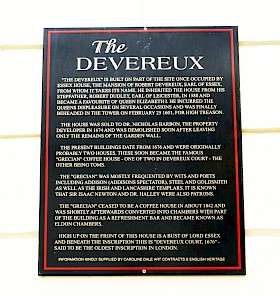 The
DEVEREUX
"THE DEVEREUX" IS BUILT ON PART OF THE SITE ONCE OCCUPIED BY
ESSEX HOUSE, THE MANSION OF ROBERT DEVEREUX, EARL OF ESSEX,
FROM WHOM IT TAKES ITS NAME. HE INHERITED THE HOUSE FROM HIS
STEPFATHER, ROBERT DUDLEY, EARL OF LEICESTER, IN 1588 AND
BECAME A FAVOURITE OF QUEEN ELIZABETH I. HE INCURRED THE
QUEENS DISPLEASURE ON SEVERAL OCCASIONS AND WAS FINALLY
BEHEADED IN THE TOWER ON FEBRUARY 25 1601, FOR HIGH TREASON.
THE HOUSE WAS SOLD TO DR. NICHOLAS BARBON, THE PROPERTY
DEVELOPER IN 1674 AND WAS DEMOLISHED SOON AFTER LEAVING
ONLY THE REMAINS OF THE GARDEN WALL.
THE PRESENT BUILDINGS DATE FROM 1676 AND WERE ORIGINALLY
PROBABLY TWO HOUSES. THESE SOON BECAME THE FAMOUS
"GRECIAN" COFFEE HOUSE - ONE OF TWO IN DEVEREUX COURT - THE
OTHER BEING TOMS.
THE "GRECIAN" WAS MOSTLY FREQUENTED BY WITS AND POETS
INCLUDING ADDISON (ADDISONS SPECTATOR), STEEL AND GOLDSMITH
AS WELL AS THE IRISH AND LANCASHIRE TEMPLARS. IT IS KNOWN
THAT SIR ISAAC NEWTON AND DR. HALLEY WERE ALSO PATRONS.
THE "GRECIAN" CEASED TO BE A COFFEE HOUSE IN ABOUT 1842 AND
WAS SHORTLY AFTERWARDS CONVERTED INTO CHAMBERS WITH PART
OF THE BUILDING AS A REFRESHMENT BAR AND BECAME KNOWN AS
ELDON CHAMBERS.
HIGH UP ON THE FRONT OF THIS HOUSE IS A BUST OF LORD ESSEX
AND BENEATH THE INSCRIPTION THIS IS "DEVEREUX COURT, 1676" -
SAID TO BE THE OLDEST INSCRIPTION IN LONDON.
INFORMATION KINDLY SUPPLIED BY CAROLINE DALE WHT CONTRACTS & ENGLISH HERITAGE